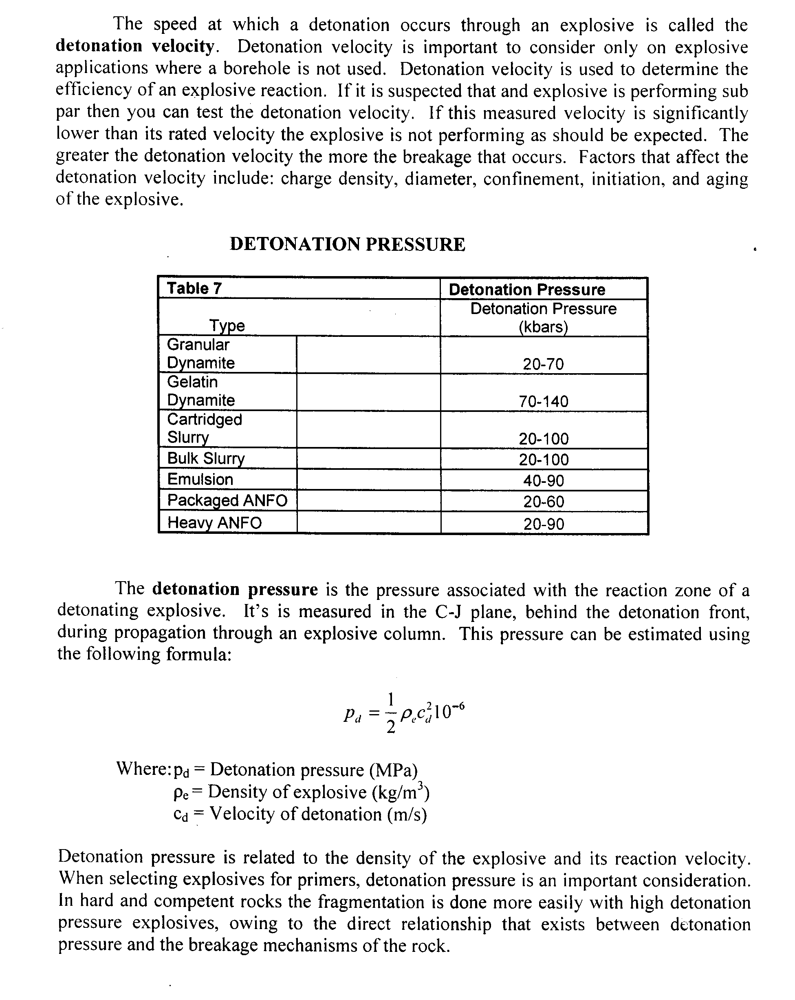 The speed at which a detonation occurs through an explosive is called the
detonation velocity. Detonation velocity is important to consider only on explosive
applications where a borehole is not used. Detonation velocity is used to determine the
efficiency of an explosive reaction. If it is suspected that and explosive is performing sub
par then you can test the detonation velocity. If this measured velocity is significantly
lower than its rated velocity the explosive is not performing as should be expected. The
greater the detonation velocity the more the breakage that occurs. Factors that affect the
detonation velocity include: charge density, diameter, confinement, initiation, and aging
of the explosive.
DETONATION PRESSURE
Table 7 Detonation Pressure
Type Detonation Pressure (kbars)
Granular
Dynamite 20-70
Gelatin
Dynamite 70-140
Cartridged
Slurry 20-100
Bulk Slurry 20-100
Emulsion 40-90
Packaged ANFO 20-60
Heavy ANFO 20-90
The detonation pressure is the pressure associated with the reaction zone of a
detonating explosive. It's is measured in the C-J plane, behind the detonation front,
during propagation through an explosive column. This pressure can be estimated using
the following formula:
p_d = 1/2 ρ_e c_d^2 10^-6
Where: p_d = Detonation pressure (MPa)
ρ_e = Density of explosive (kg/m³)
c_d = Velocity of detonation (m/s)
Detonation pressure is related to the density of the explosive and its reaction velocity.
When selecting explosives for primers, detonation pressure is an important consideration.
In hard and competent rocks the fragmentation is done more easily with high detonation
pressure explosives, owing to the direct relationship that exists between detonation
pressure and the breakage mechanisms of the rock.